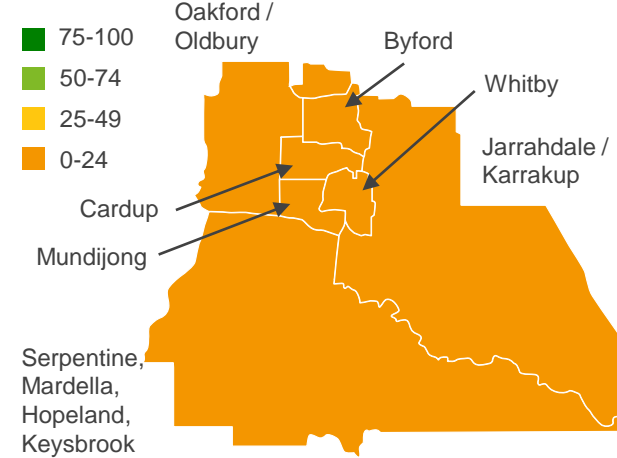 75-100
50-74
25-49
0-24
Oakford /
Oldbury
Byford
Whitby
Jarrahdale /
Karrakup
Cardup
Mundijong
Serpentine,
Mardella,
Hopeland,
Keysbrook